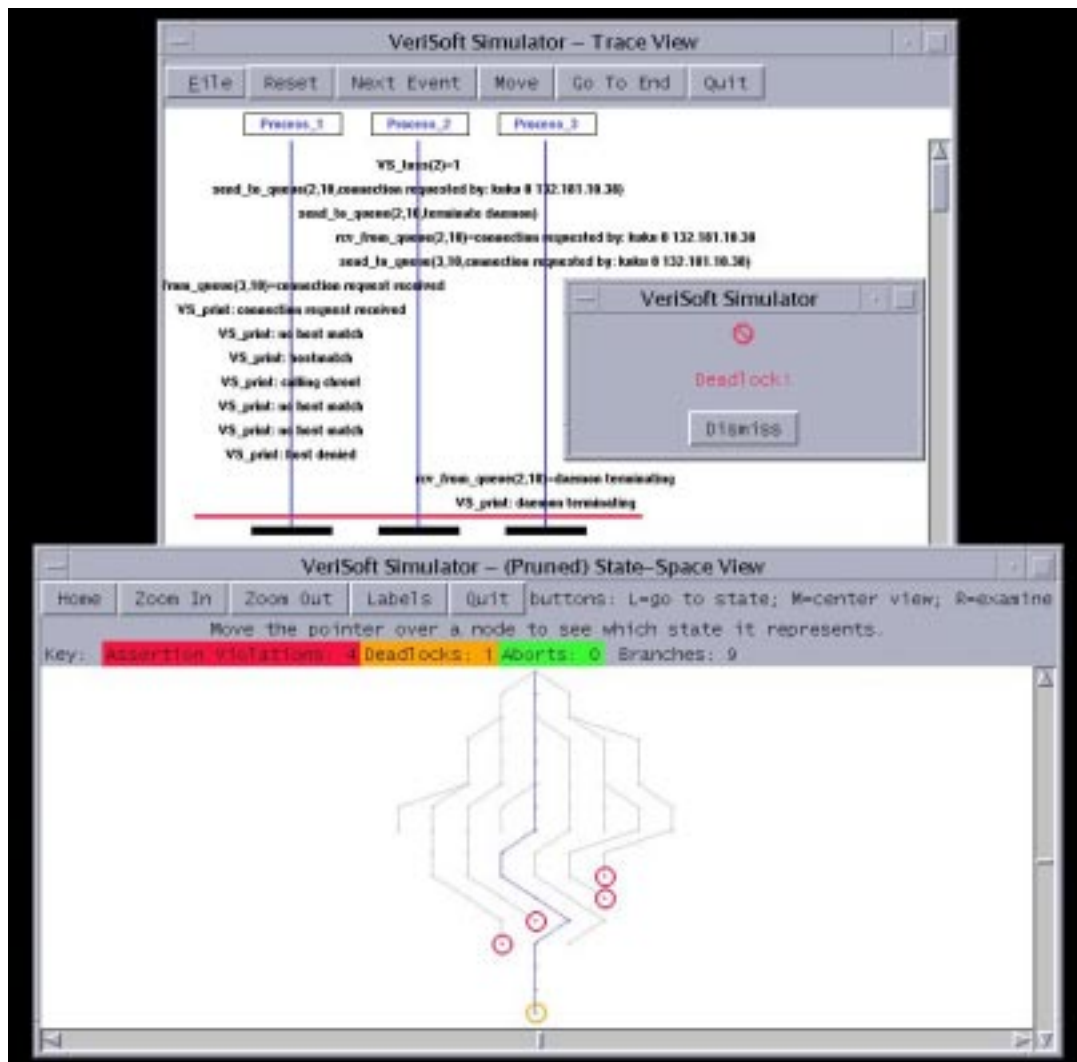 VeriSoft Simulator – Trace View
File Reset Next Event Move Go To End Quit
Process_1 Process_2 Process_3
VS_toss(2)=1
send_to_queue(2,10,connection requested by: kuku 0 132.181.10.30)
send_to_queue(2,10,terminate daemon)
rcv_from_queue(2,10)=connection requested by: kuku 0 132.181.10.30
send_to_queue(3,10,connection requested by: kuku 0 132.181.10.30)
from_queue(3,10)=connection request received
VS_print: connection request received
VS_print: no host match
VS_print: hostmatch
VS_print: calling chroot
VS_print: no host match
VS_print: no host match
VS_print: host denied
rcv_from_queue(2,10)=daemon terminating
VS_print: daemon terminating
VeriSoft Simulator
Deadlock!
Dismiss
VeriSoft Simulator – (Pruned) State–Space View
Home Zoom In Zoom Out Labels Quit buttons: L=go to state; M=center view; R=examine
Move the pointer over a node to see which state it represents.
Key: Assertion Violations: 4 Deadlocks: 1 Aborts: 0 Branches: 9